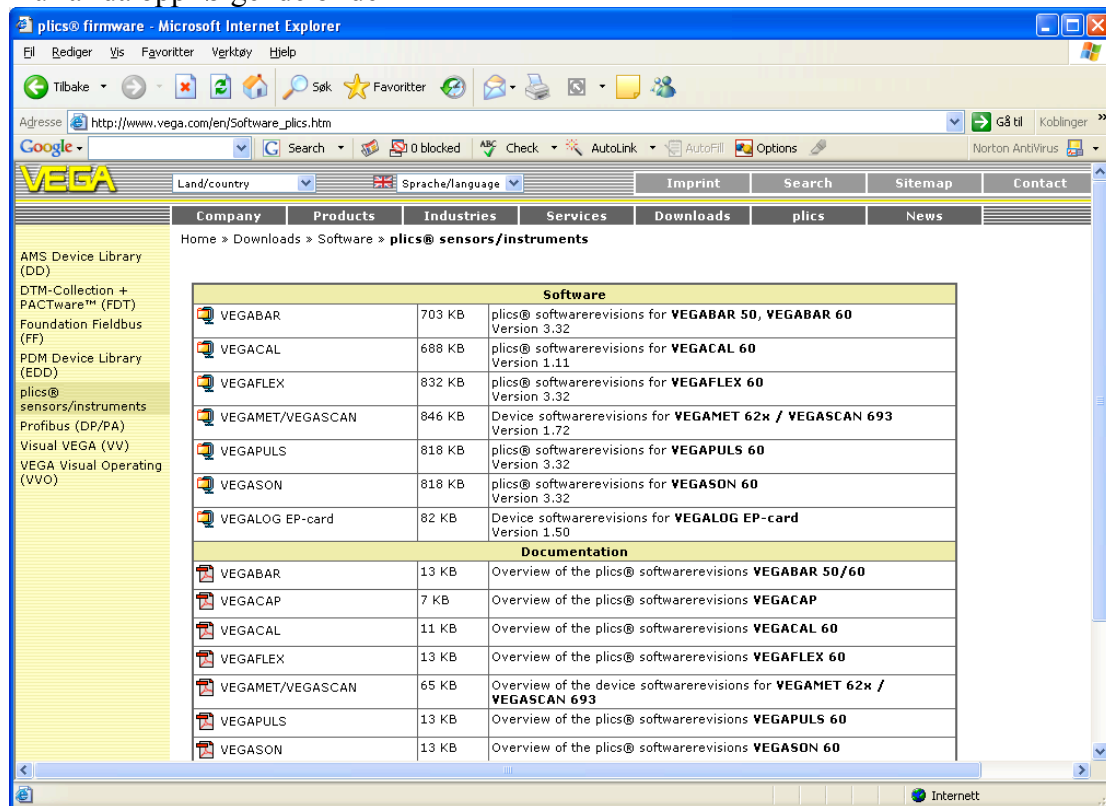 plics® firmware - Microsoft Internet Explorer
Fil Rediger Vis Favoritter Verktøy Hjelp
Tilbake Søk Favoritter
Adresse http://www.vega.com/en/Software_plics.htm Gå til Koblinger »
Google Search 0 blocked ABC Check AutoLink AutoFill Options Norton AntiVirus
VEGA Land/country Sprache/language Imprint Search Sitemap Contact
Company Products Industries Services Downloads plics News
Home » Downloads » Software » plics® sensors/instruments
AMS Device Library
(DD)
DTM-Collection +
PACTware™ (FDT)
Foundation Fieldbus
(FF)
PDM Device Library
(EDD)
plics®
sensors/instruments
Profibus (DP/PA)
Visual VEGA (VV)
VEGA Visual Operating
(VVO)
Software
VEGABAR 703 KB plics® softwarerevisions for VEGABAR 50, VEGABAR 60
Version 3.32
VEGACAL 688 KB plics® softwarerevisions for VEGACAL 60
Version 1.11
VEGAFLEX 832 KB plics® softwarerevisions for VEGAFLEX 60
Version 3.32
VEGAMET/VEGASCAN 846 KB Device softwarerevisions for VEGAMET 62x / VEGASCAN 693
Version 1.72
VEGAPULS 818 KB plics® softwarerevisions for VEGAPULS 60
Version 3.32
VEGASON 818 KB plics® softwarerevisions for VEGASON 60
Version 3.32
VEGALOG EP-card 82 KB Device softwarerevisions for VEGALOG EP-card
Version 1.50
Documentation
VEGABAR 13 KB Overview of the plics® softwarerevisions VEGABAR 50/60
VEGACAP 7 KB Overview of the plics® softwarerevisions VEGACAP
VEGACAL 11 KB Overview of the plics® softwarerevisions VEGACAL 60
VEGAFLEX 13 KB Overview of the plics® softwarerevisions VEGAFLEX 60
VEGAMET/VEGASCAN 65 KB Overview of the device softwarerevisions for VEGAMET 62x /
VEGASCAN 693
VEGAPULS 13 KB Overview of the plics® softwarerevisions VEGAPULS 60
VEGASON 13 KB Overview of the plics® softwarerevisions VEGASON 60
Internett